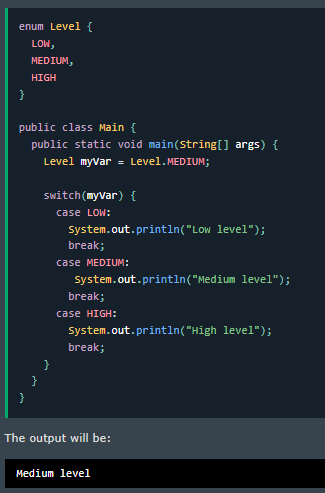 enum Level {
  LOW,
  MEDIUM,
  HIGH
}

public class Main {
  public static void main(String[] args) {
    Level myVar = Level.MEDIUM;

    switch(myVar) {
      case LOW:
        System.out.println("Low level");
        break;
      case MEDIUM:
         System.out.println("Medium level");
        break;
      case HIGH:
        System.out.println("High level");
        break;
    }
  }
}
The output will be:
Medium level